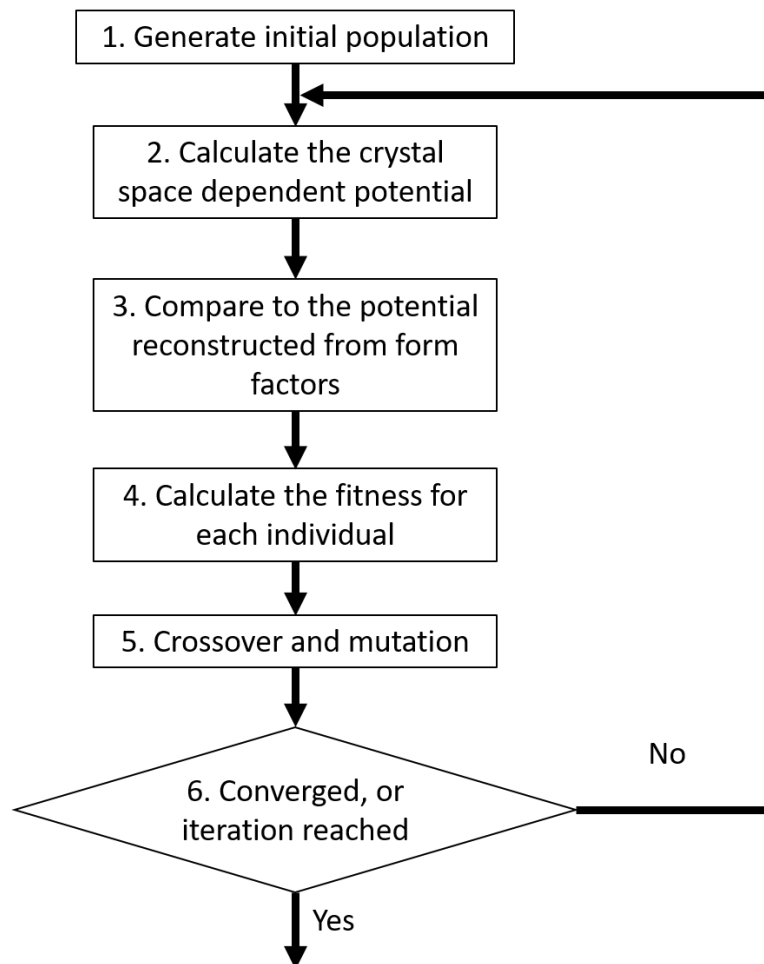 1. Generate initial population
2. Calculate the crystal
space dependent potential
3. Compare to the potential
reconstructed from form
factors
4. Calculate the fitness for
each individual
5. Crossover and mutation
No
6. Converged, or
iteration reached
Yes